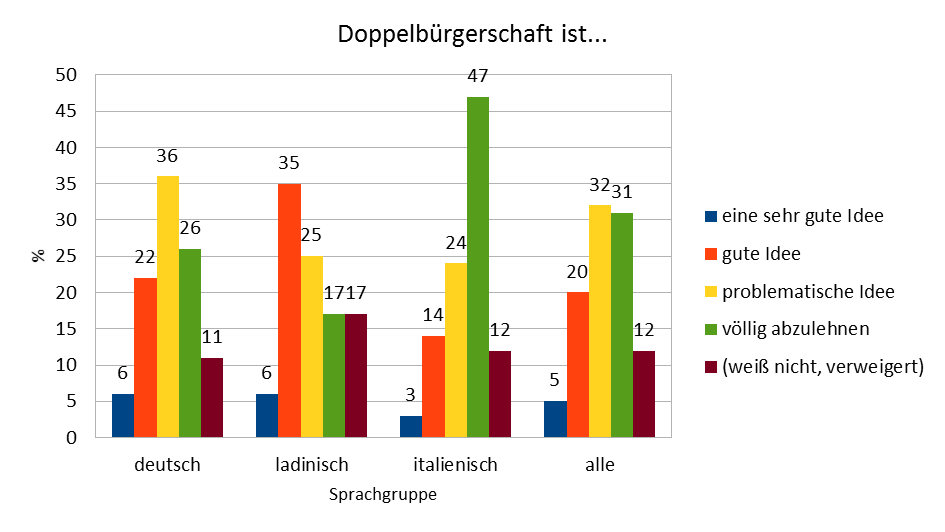 Doppelbürgerschaft ist...
%
50
45
40
35
30
25
20
15
10
5
0
6
22
36
26
11
6
35
25
17
17
3
14
24
47
12
5
20
32
31
12
deutsch
ladinisch
italienisch
alle
Sprachgruppe
eine sehr gute Idee
gute Idee
problematische Idee
völlig abzulehnen
(weiß nicht, verweigert)